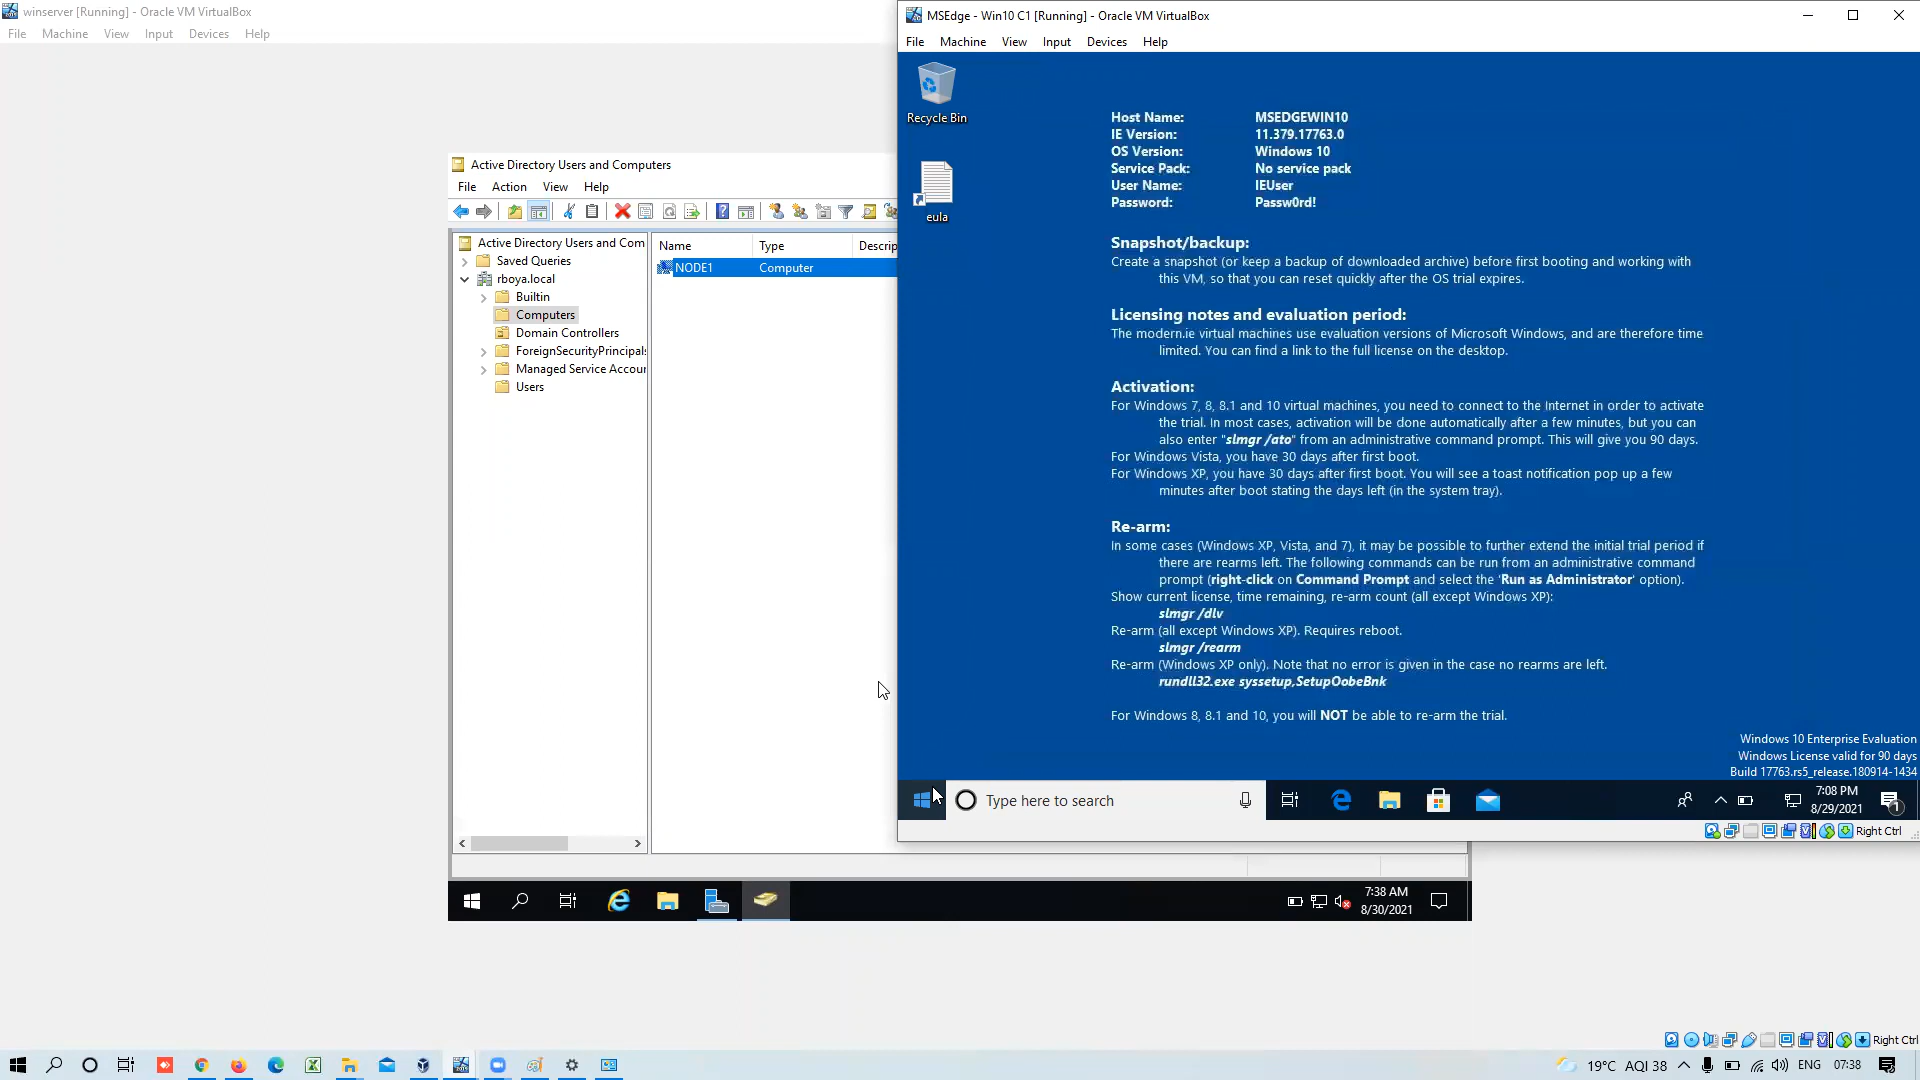 winserver [Running] - Oracle VM VirtualBox
File Machine View Input Devices Help
MSEdge - Win10 C1 [Running] - Oracle VM VirtualBox
File Machine View Input Devices Help
Recycle Bin
eula
Host Name: MSEDGEWIN10
IE Version: 11.379.17763.0
OS Version: Windows 10
Service Pack: No service pack
User Name: IEUser
Password: Passw0rd!
Snapshot/backup:
Create a snapshot (or keep a backup of downloaded archive) before first booting and working with
this VM, so that you can reset quickly after the OS trial expires.
Licensing notes and evaluation period:
The modern.ie virtual machines use evaluation versions of Microsoft Windows, and are therefore time
limited. You can find a link to the full license on the desktop.
Activation:
For Windows 7, 8, 8.1 and 10 virtual machines, you need to connect to the Internet in order to activate
the trial. In most cases, activation will be done automatically after a few minutes, but you can
also enter "slmgr /ato" from an administrative command prompt. This will give you 90 days.
For Windows Vista, you have 30 days after first boot.
For Windows XP, you have 30 days after first boot. You will see a toast notification pop up a few
minutes after boot stating the days left (in the system tray).
Re-arm:
In some cases (Windows XP, Vista, and 7), it may be possible to further extend the initial trial period if
there are rearms left. The following commands can be run from an administrative command
prompt (right-click on Command Prompt and select the 'Run as Administrator' option).
Show current license, time remaining, re-arm count (all except Windows XP):
slmgr /dlv
Re-arm (all except Windows XP). Requires reboot.
slmgr /rearm
Re-arm (Windows XP only). Note that no error is given in the case no rearms are left.
rundll32.exe syssetup,SetupOobeBnk
For Windows 8, 8.1 and 10, you will NOT be able to re-arm the trial.
Windows 10 Enterprise Evaluation
Windows License valid for 90 days
Build 17763.rs5_release.180914-1434
Type here to search
7:08 PM
8/29/2021
1
Right Ctrl
Active Directory Users and Computers
File Action View Help
Active Directory Users and Com
Saved Queries
rboya.local
Builtin
Computers
Domain Controllers
ForeignSecurityPrincipals
Managed Service Accour
Users
Name Type Descrip
NODE1 Computer
7:38 AM
8/30/2021
Right Ctrl
19°C AQI 38 ENG 07:38